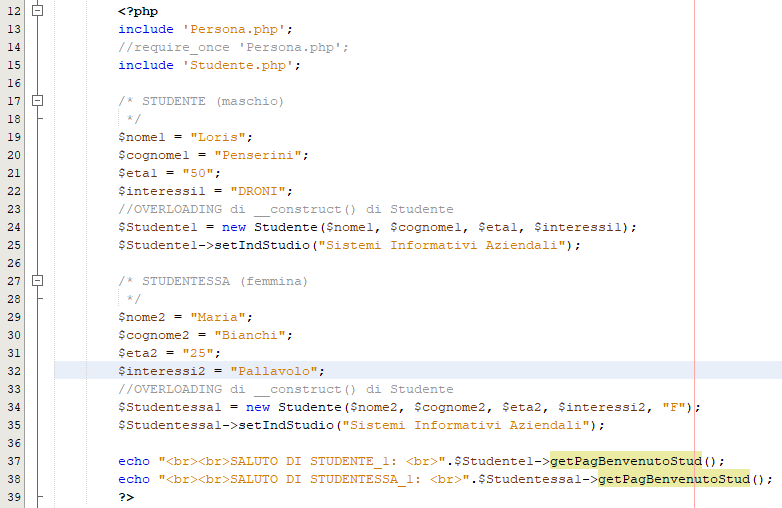 12 <?php
13 include 'Persona.php';
14 //require_once 'Persona.php';
15 include 'Studente.php';
16
17 /* STUDENTE (maschio)
18 */
19 $nome1 = "Loris";
20 $cognome1 = "Penserini";
21 $eta1 = "50";
22 $interessi1 = "DRONI";
23 //OVERLOADING di __construct() di Studente
24 $Studente1 = new Studente($nome1, $cognome1, $eta1, $interessi1);
25 $Studente1->setIndStudio("Sistemi Informativi Aziendali");
26
27 /* STUDENTESSA (femmina)
28 */
29 $nome2 = "Maria";
30 $cognome2 = "Bianchi";
31 $eta2 = "25";
32 $interessi2 = "Pallavolo";
33 //OVERLOADING di __construct() di Studente
34 $Studentessa1 = new Studente($nome2, $cognome2, $eta2, $interessi2, "F");
35 $Studentessa1->setIndStudio("Sistemi Informativi Aziendali");
36
37 echo "<br><br>SALUTO DI STUDENTE_1: <br>".$Studente1->getPagBenvenutoStud();
38 echo "<br><br>SALUTO DI STUDENTESSA_1: <br>".$Studentessa1->getPagBenvenutoStud();
39 ?>